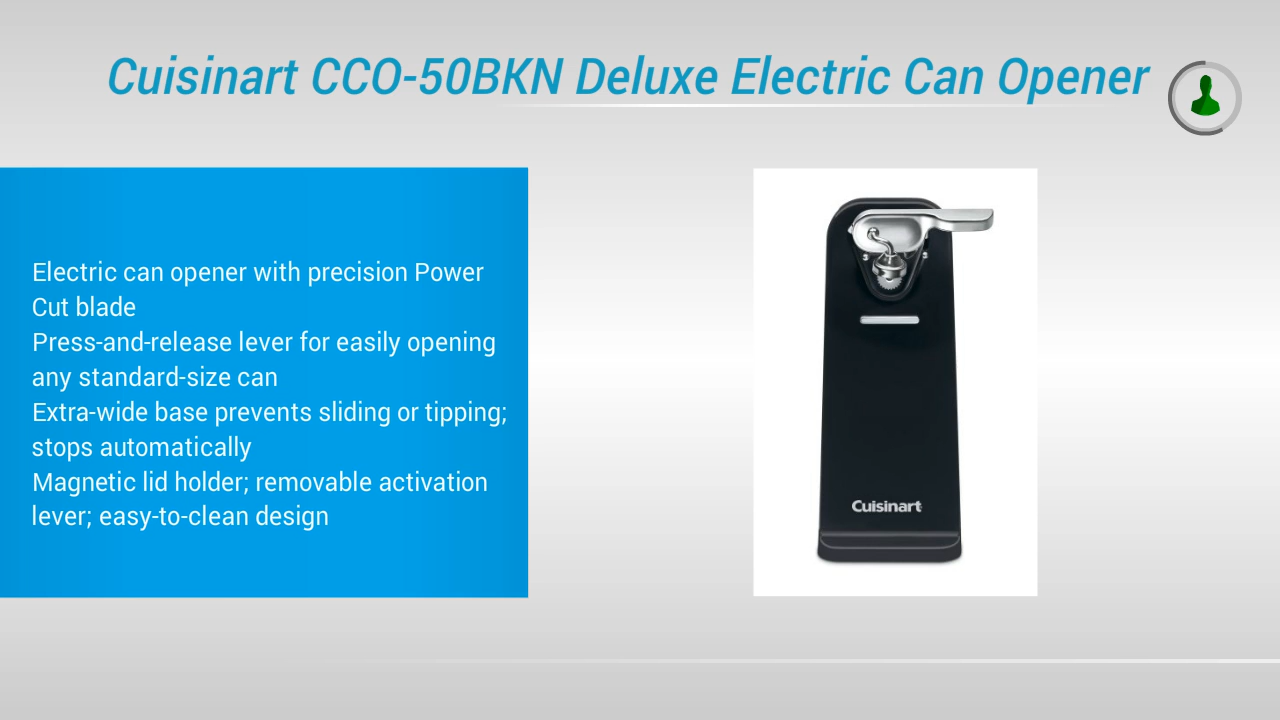 Cuisinart CCO-50BKN Deluxe Electric Can Opener
Electric can opener with precision Power
Cut blade
Press-and-release lever for easily opening
any standard-size can
Extra-wide base prevents sliding or tipping;
stops automatically
Magnetic lid holder; removable activation
lever; easy-to-clean design
Cuisinart